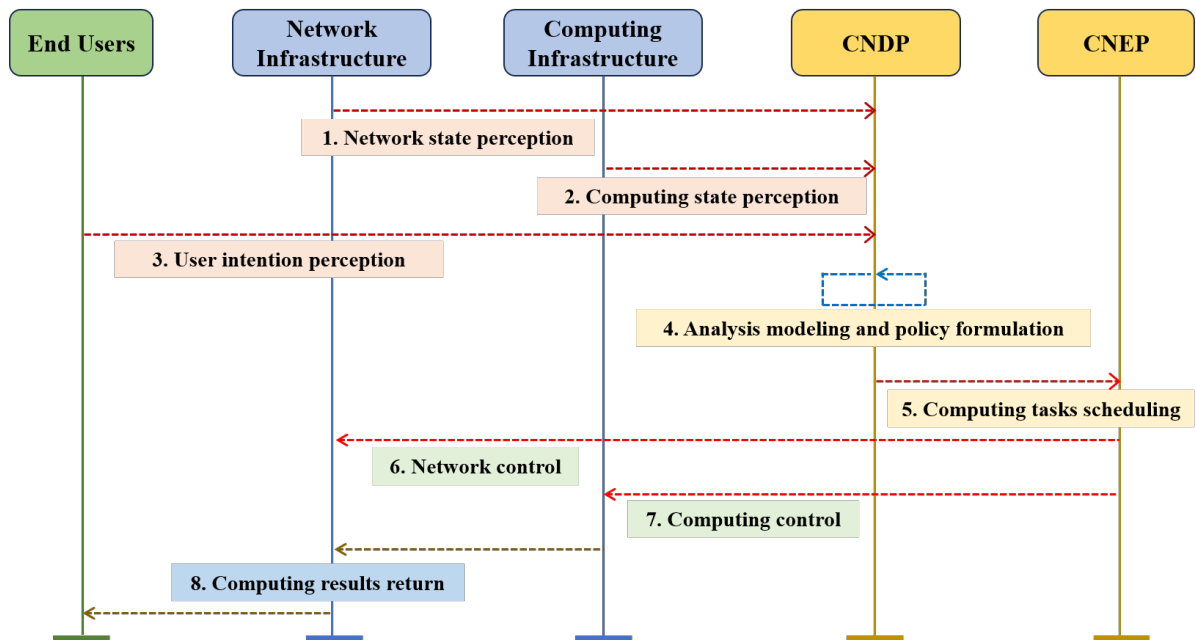 End Users
Network
Infrastructure
Computing
Infrastructure
CNDP
CNEP
1. Network state perception
2. Computing state perception
3. User intention perception
4. Analysis modeling and policy formulation
5. Computing tasks scheduling
6. Network control
7. Computing control
8. Computing results return